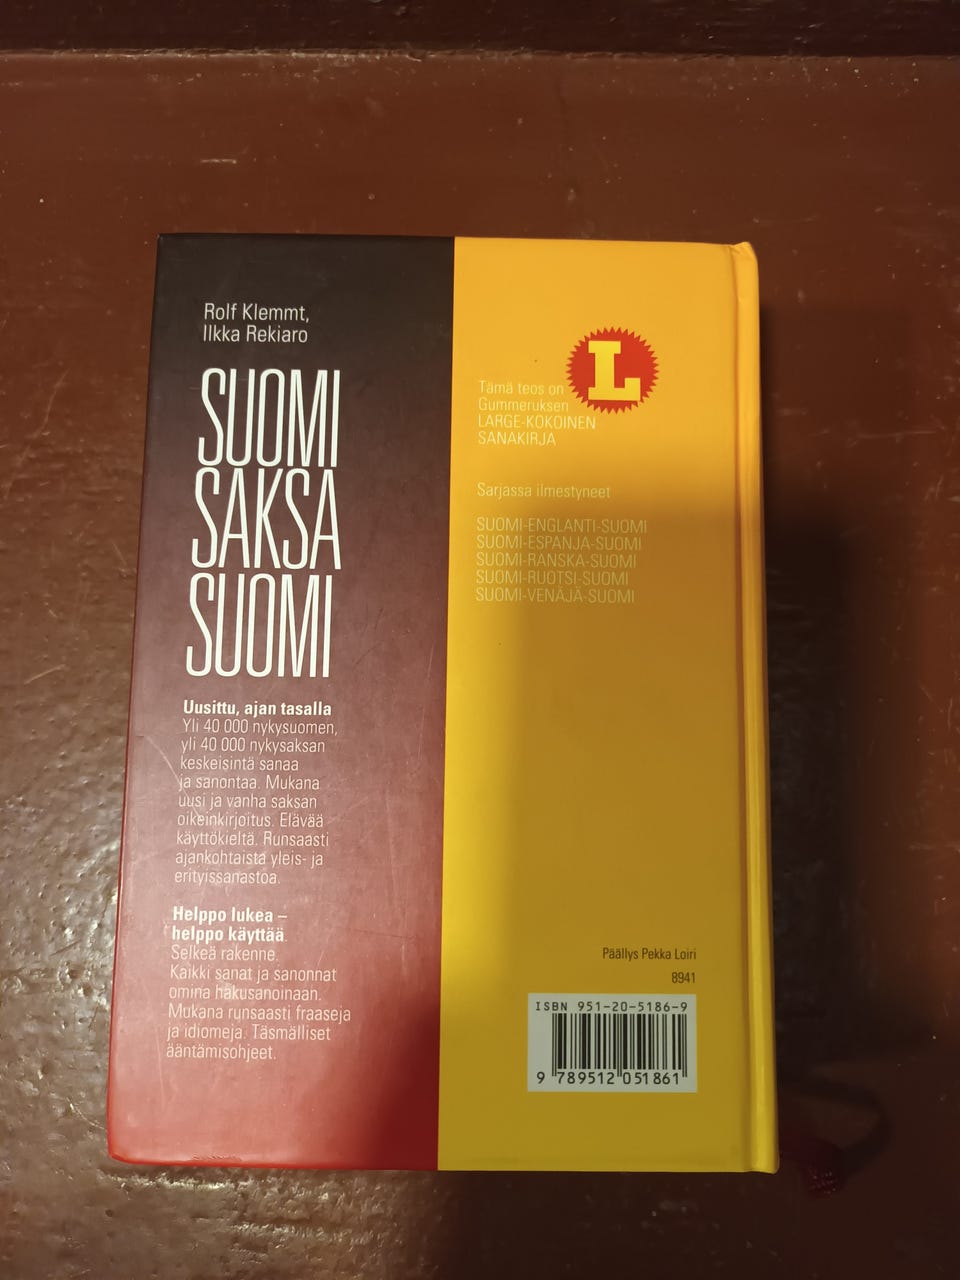 Rolf Klemmt,
Ilkka Rekiaro
SUOMI
SAKSA
SUOMI
Uusittu, ajan tasalla
Yli 40 000 nykysuomen,
yli 40 000 nykysaksan
keskeisintä sanaa
ja sanontaa. Mukana
uusi ja vanha saksan
oikeinkirjoitus. Elävää
käyttökieltä. Runsaasti
ajankohtaista yleis- ja
erityissanastoa.
Helppo lukea –
helppo käyttää.
Selkeä rakenne.
Kaikki sanat ja sanonnat
omina hakusanoinaan.
Mukana runsaasti fraaseja
ja idiomeja. Täsmälliset
ääntämisohjeet.
L
Tämä teos on
Gummeruksen
LARGE-KOKOINEN
SANAKIRJA
Sarjassa ilmestyneet
SUOMI-ENGLANTI-SUOMI
SUOMI-ESPANJA-SUOMI
SUOMI-RANSKA-SUOMI
SUOMI-RUOTSI-SUOMI
SUOMI-VENÄJÄ-SUOMI
Päällys Pekka Loiri
8941
ISBN 951-20-5186-9
9 789512 051861